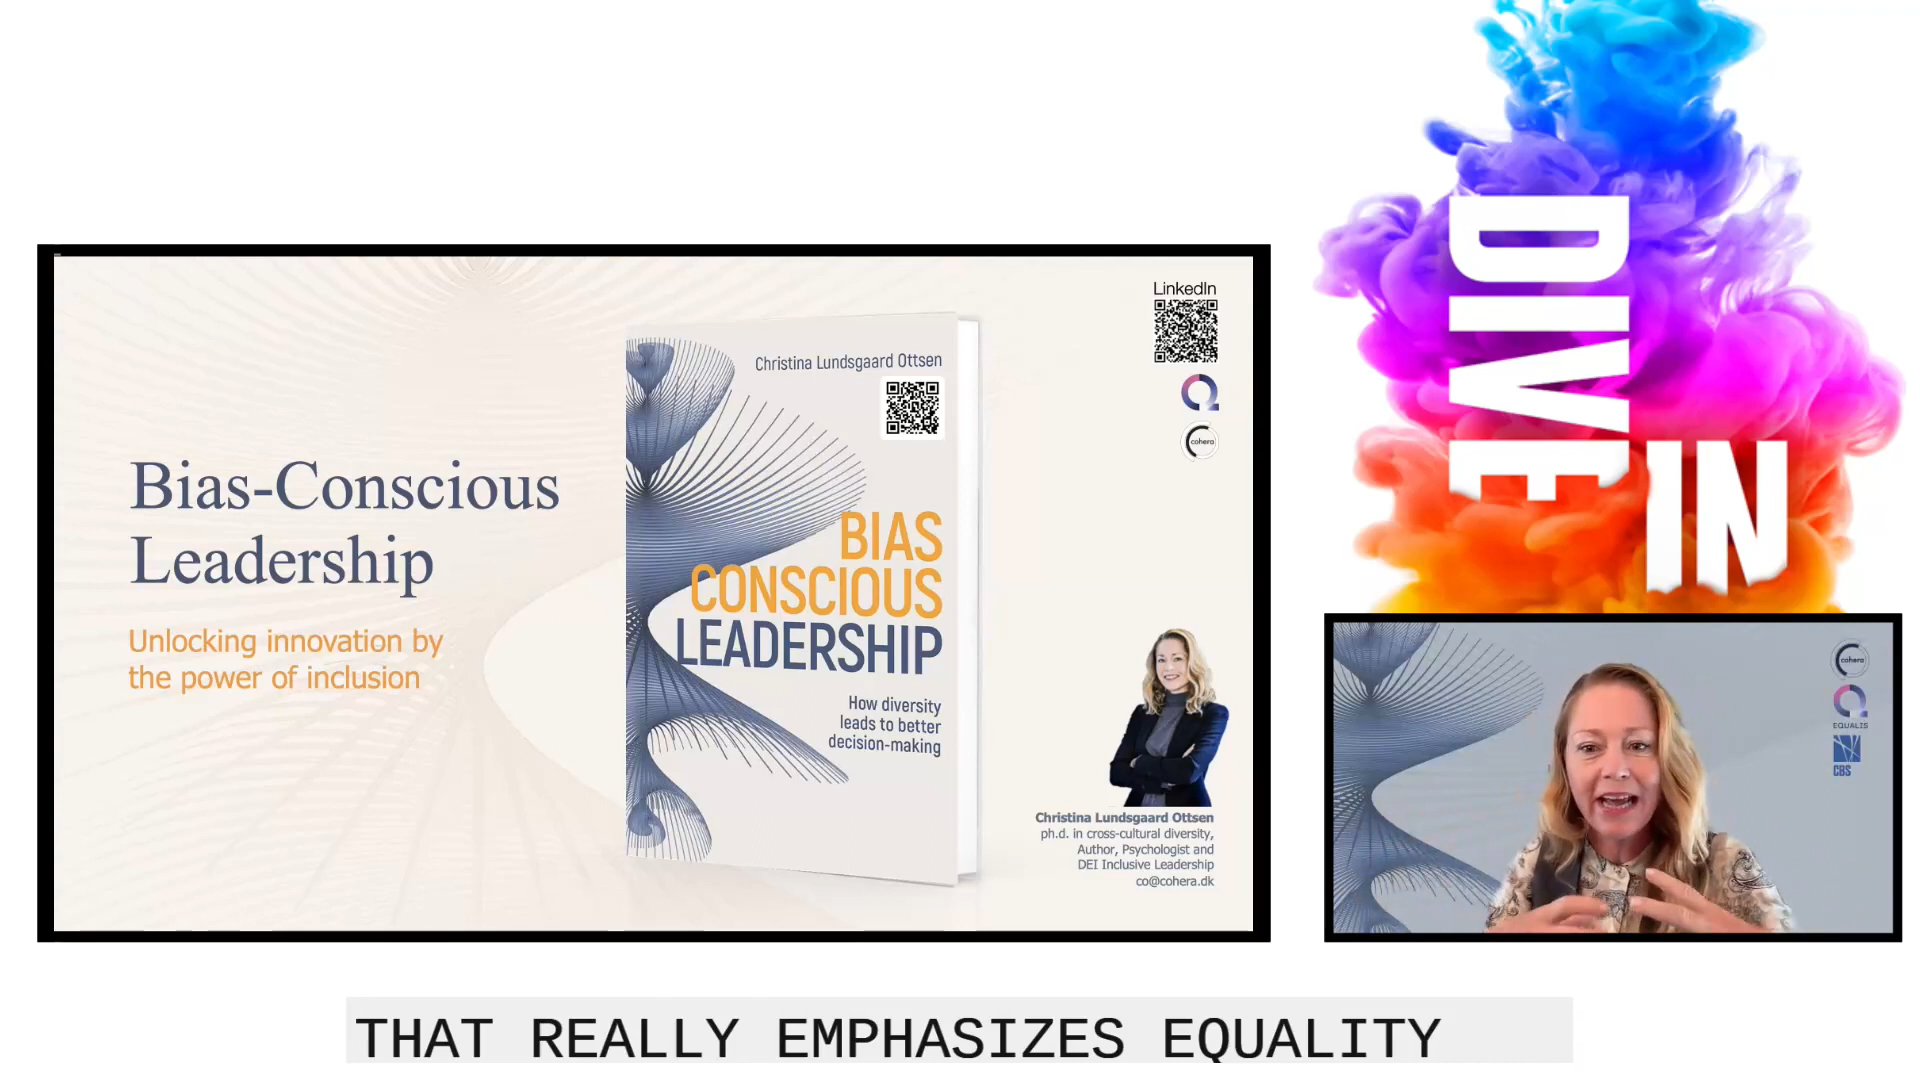 Bias-Conscious
Leadership
Unlocking innovation by
the power of inclusion
Christina Lundsgaard Ottsen
BIAS
CONSCIOUS
LEADERSHIP
How diversity
leads to better
decision-making
LinkedIn
cohera
Christina Lundsgaard Ottsen
ph.d. in cross-cultural diversity,
Author, Psychologist and
DEI Inclusive Leadership
co@cohera.dk
DIVE
IN
cohera
EQUALIS
CBS
THAT REALLY EMPHASIZES EQUALITY